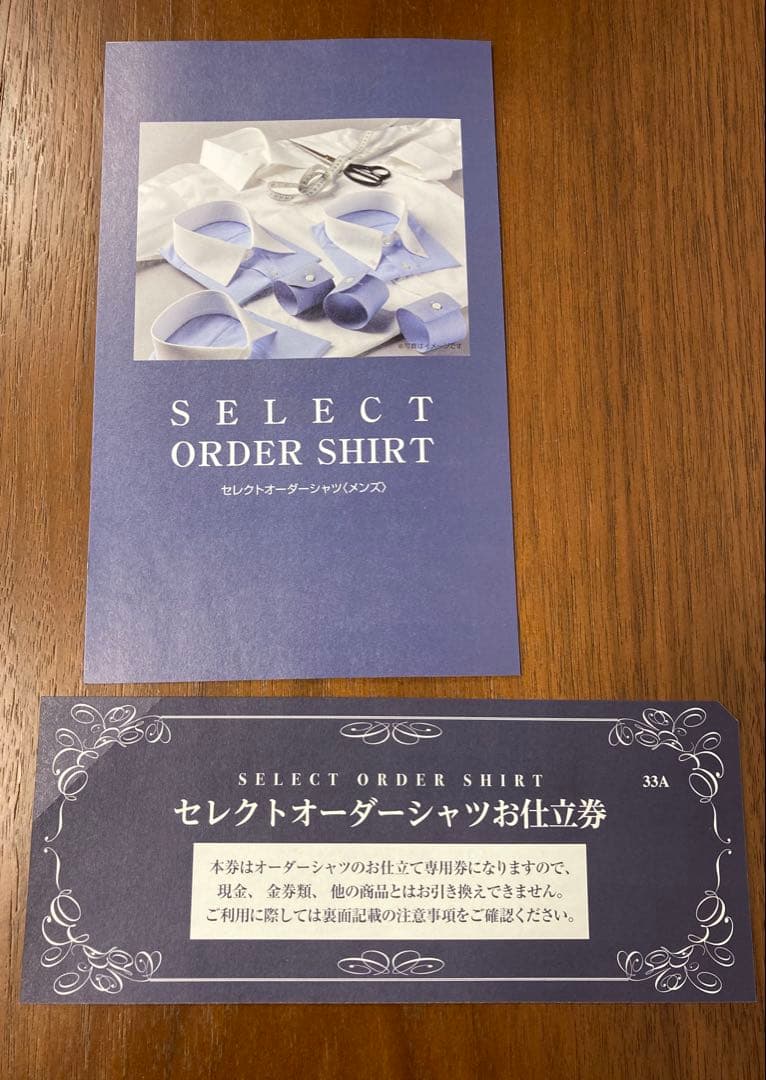 ※写真はイメージです
SELECT
ORDER SHIRT
セレクトオーダーシャツ〈メンズ〉
SELECT ORDER SHIRT
33A
セレクトオーダーシャツお仕立券
本券はオーダーシャツのお仕立て専用券になりますので、
現金、金券類、他の商品とはお引き換えできません。
ご利用に際しては裏面記載の注意事項をご確認ください。